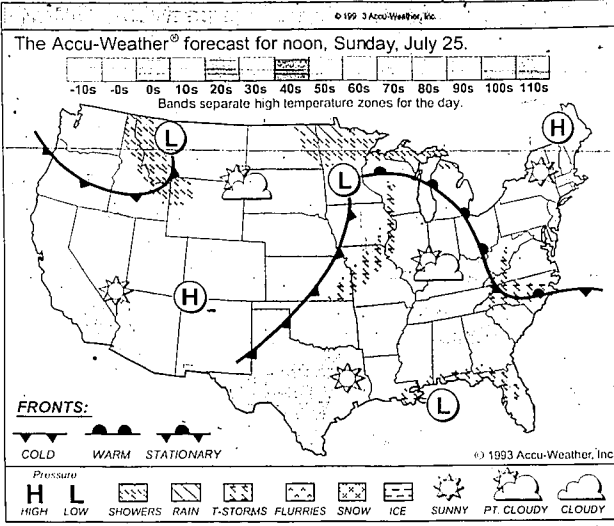 © 1993 Accu-Weather, Inc.
The Accu-Weather® forecast for noon, Sunday, July 25.
-10s -0s 0s 10s 20s 30s 40s 50s 60s 70s 80s 90s 100s 110s
Bands separate high temperature zones for the day.
H
L
L
H
L
FRONTS:
COLD WARM STATIONARY
© 1993 Accu-Weather, Inc
Pressure
H L
HIGH LOW SHOWERS RAIN T-STORMS FLURRIES SNOW ICE SUNNY PT. CLOUDY CLOUDY